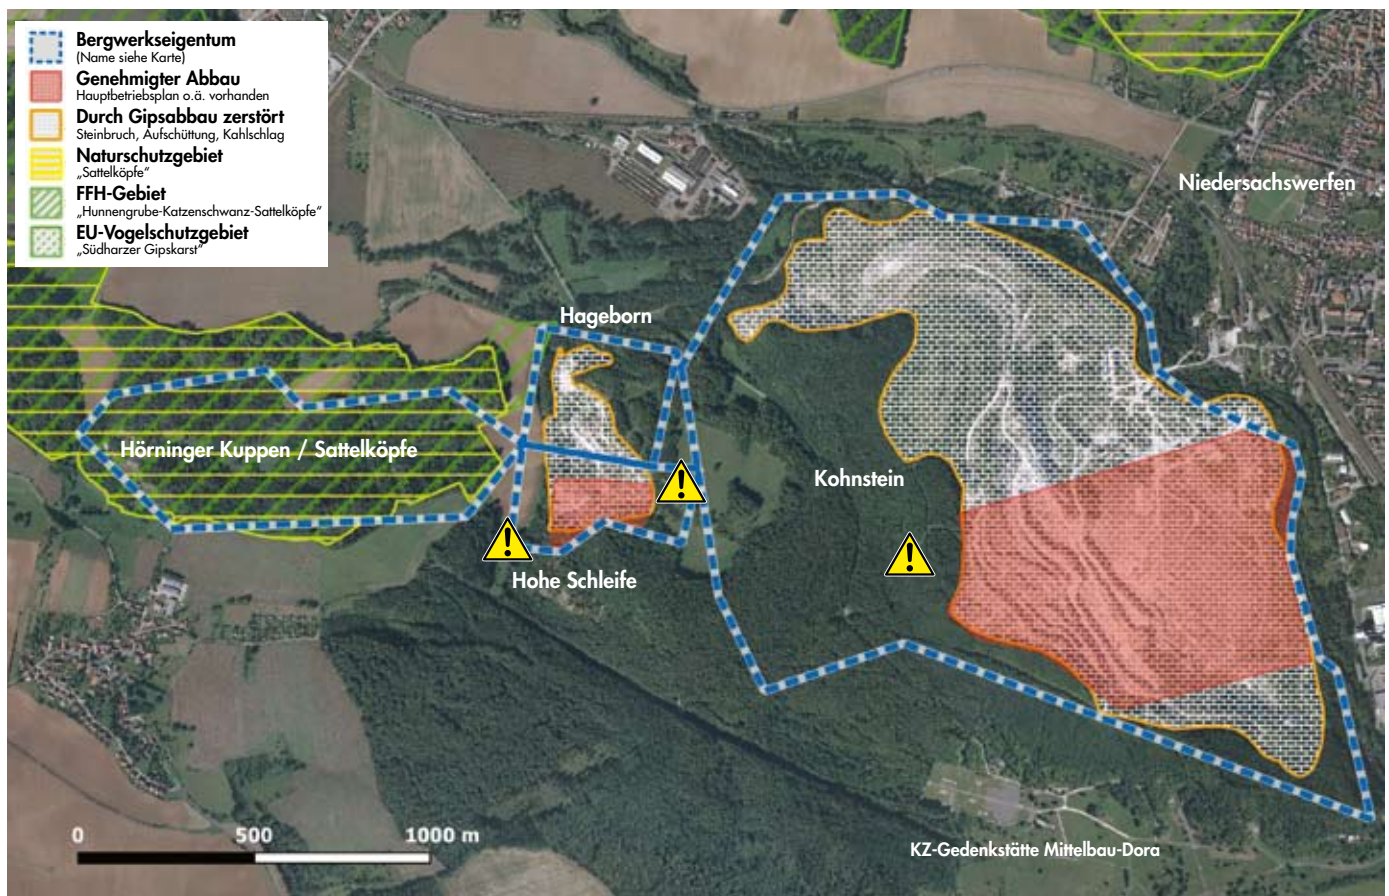 Bergwerkseigentum
(Name siehe Karte)
Genehmigter Abbau
Hauptbetriebsplan o.ä. vorhanden
Durch Gipsabbau zerstört
Steinbruch, Aufschüttung, Kahlschlag
Naturschutzgebiet
„Sattelköpfe“
FFH-Gebiet
„Hunnengrube-Katzenschwanz-Sattelköpfe“
EU-Vogelschutzgebiet
„Südharzer Gipskarst“
Niedersachswerfen
Hageborn
Hörninger Kuppen / Sattelköpfe
Kohnstein
Hohe Schleife
0 500 1000 m
KZ-Gedenkstätte Mittelbau-Dora